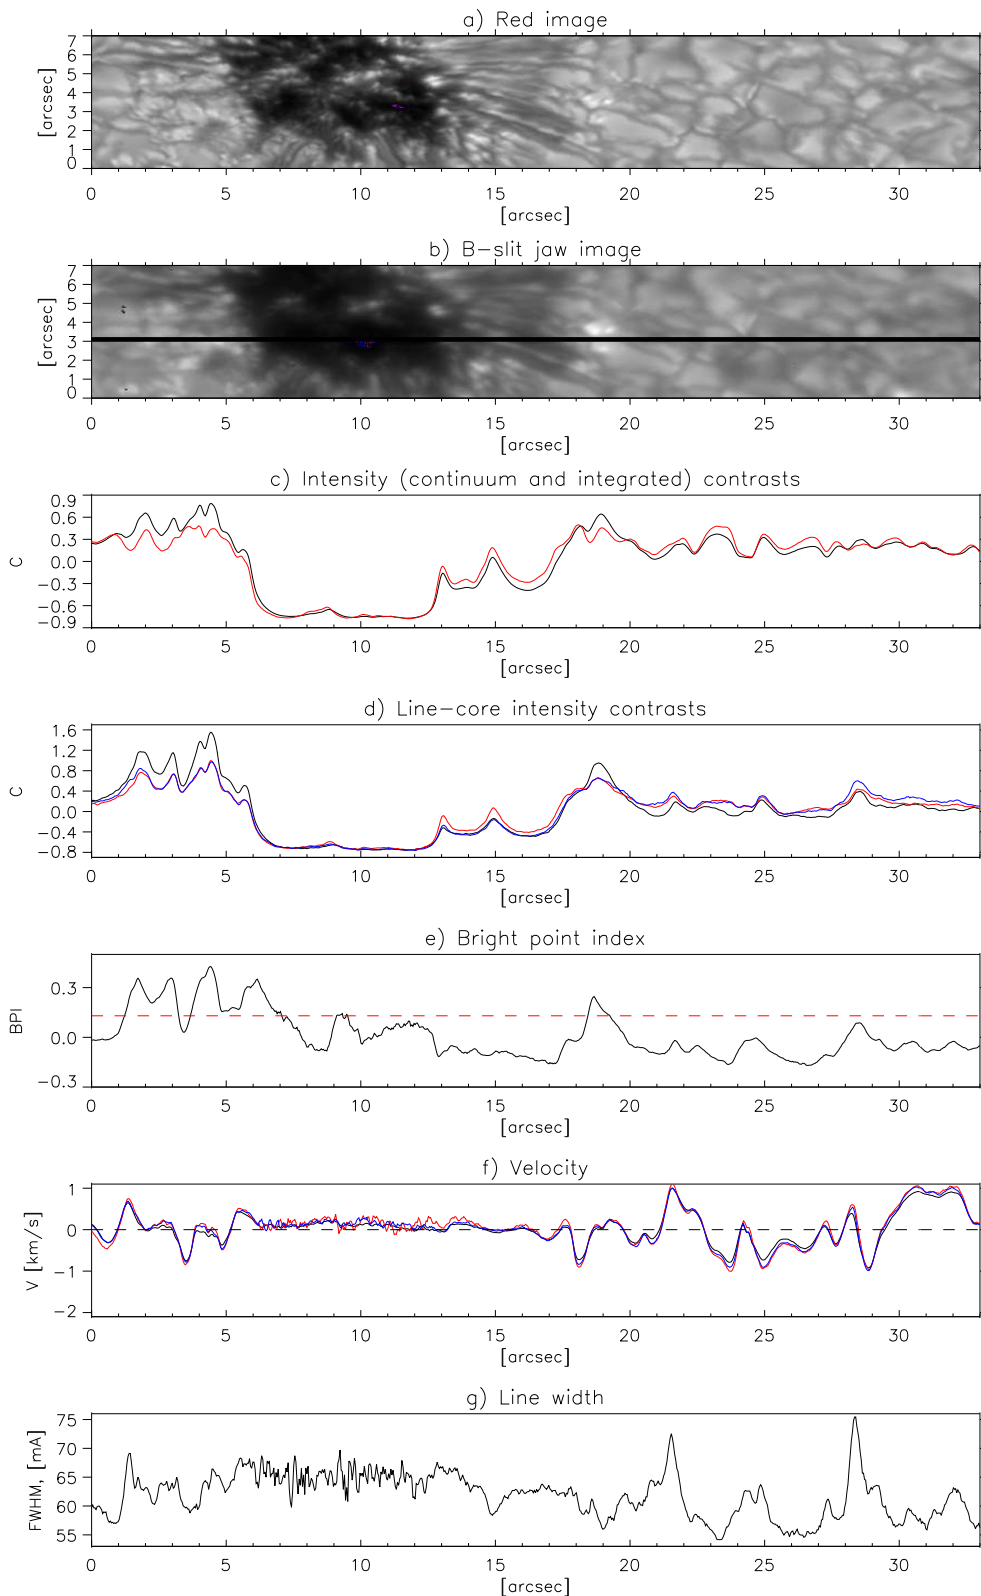 a) Red image
7
6
5
4
3
2
1
0
[arcsec]
0 5 10 15 20 25 30
[arcsec]
b) B-slit jaw image
7
6
5
4
3
2
1
0
[arcsec]
0 5 10 15 20 25 30
[arcsec]
c) Intensity (continuum and integrated) contrasts
0.9
0.6
0.3
0.0
-0.3
-0.6
-0.9
C
0 5 10 15 20 25 30
[arcsec]
d) Line-core intensity contrasts
1.6
1.2
0.8
0.4
0.0
-0.4
-0.8
C
0 5 10 15 20 25 30
[arcsec]
e) Bright point index
0.3
0.0
-0.3
BPI
0 5 10 15 20 25 30
[arcsec]
f) Velocity
1
0
-1
-2
V [km/s]
0 5 10 15 20 25 30
[arcsec]
g) Line width
75
70
65
60
55
FWHM, [mA]
0 5 10 15 20 25 30
[arcsec]